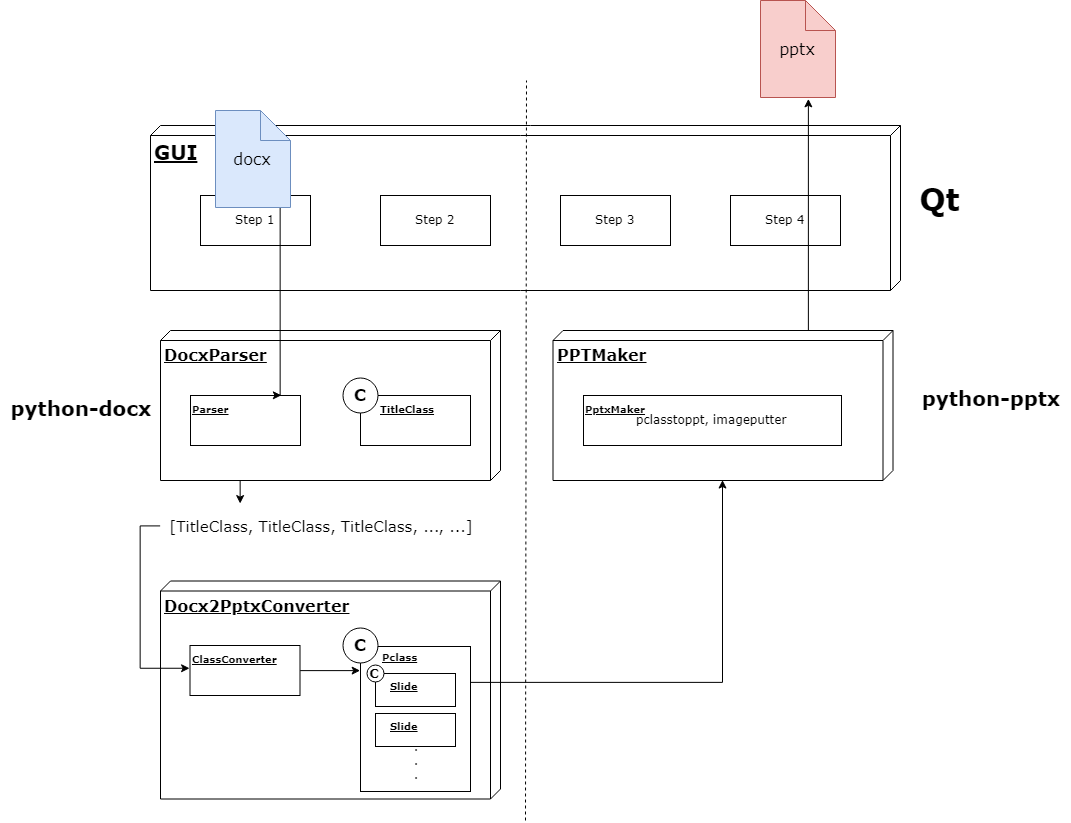 pptx
GUI
docx
Step 1
Step 2
Step 3
Step 4
Qt
DocxParser
Parser
C
TitleClass
python-docx
PPTMaker
PptxMaker
pclasstoppt, imageputter
python-pptx
[TitleClass, TitleClass, TitleClass, ..., ...]
Docx2PptxConverter
ClassConverter
C
Pclass
C
Slide
Slide
.
.
.